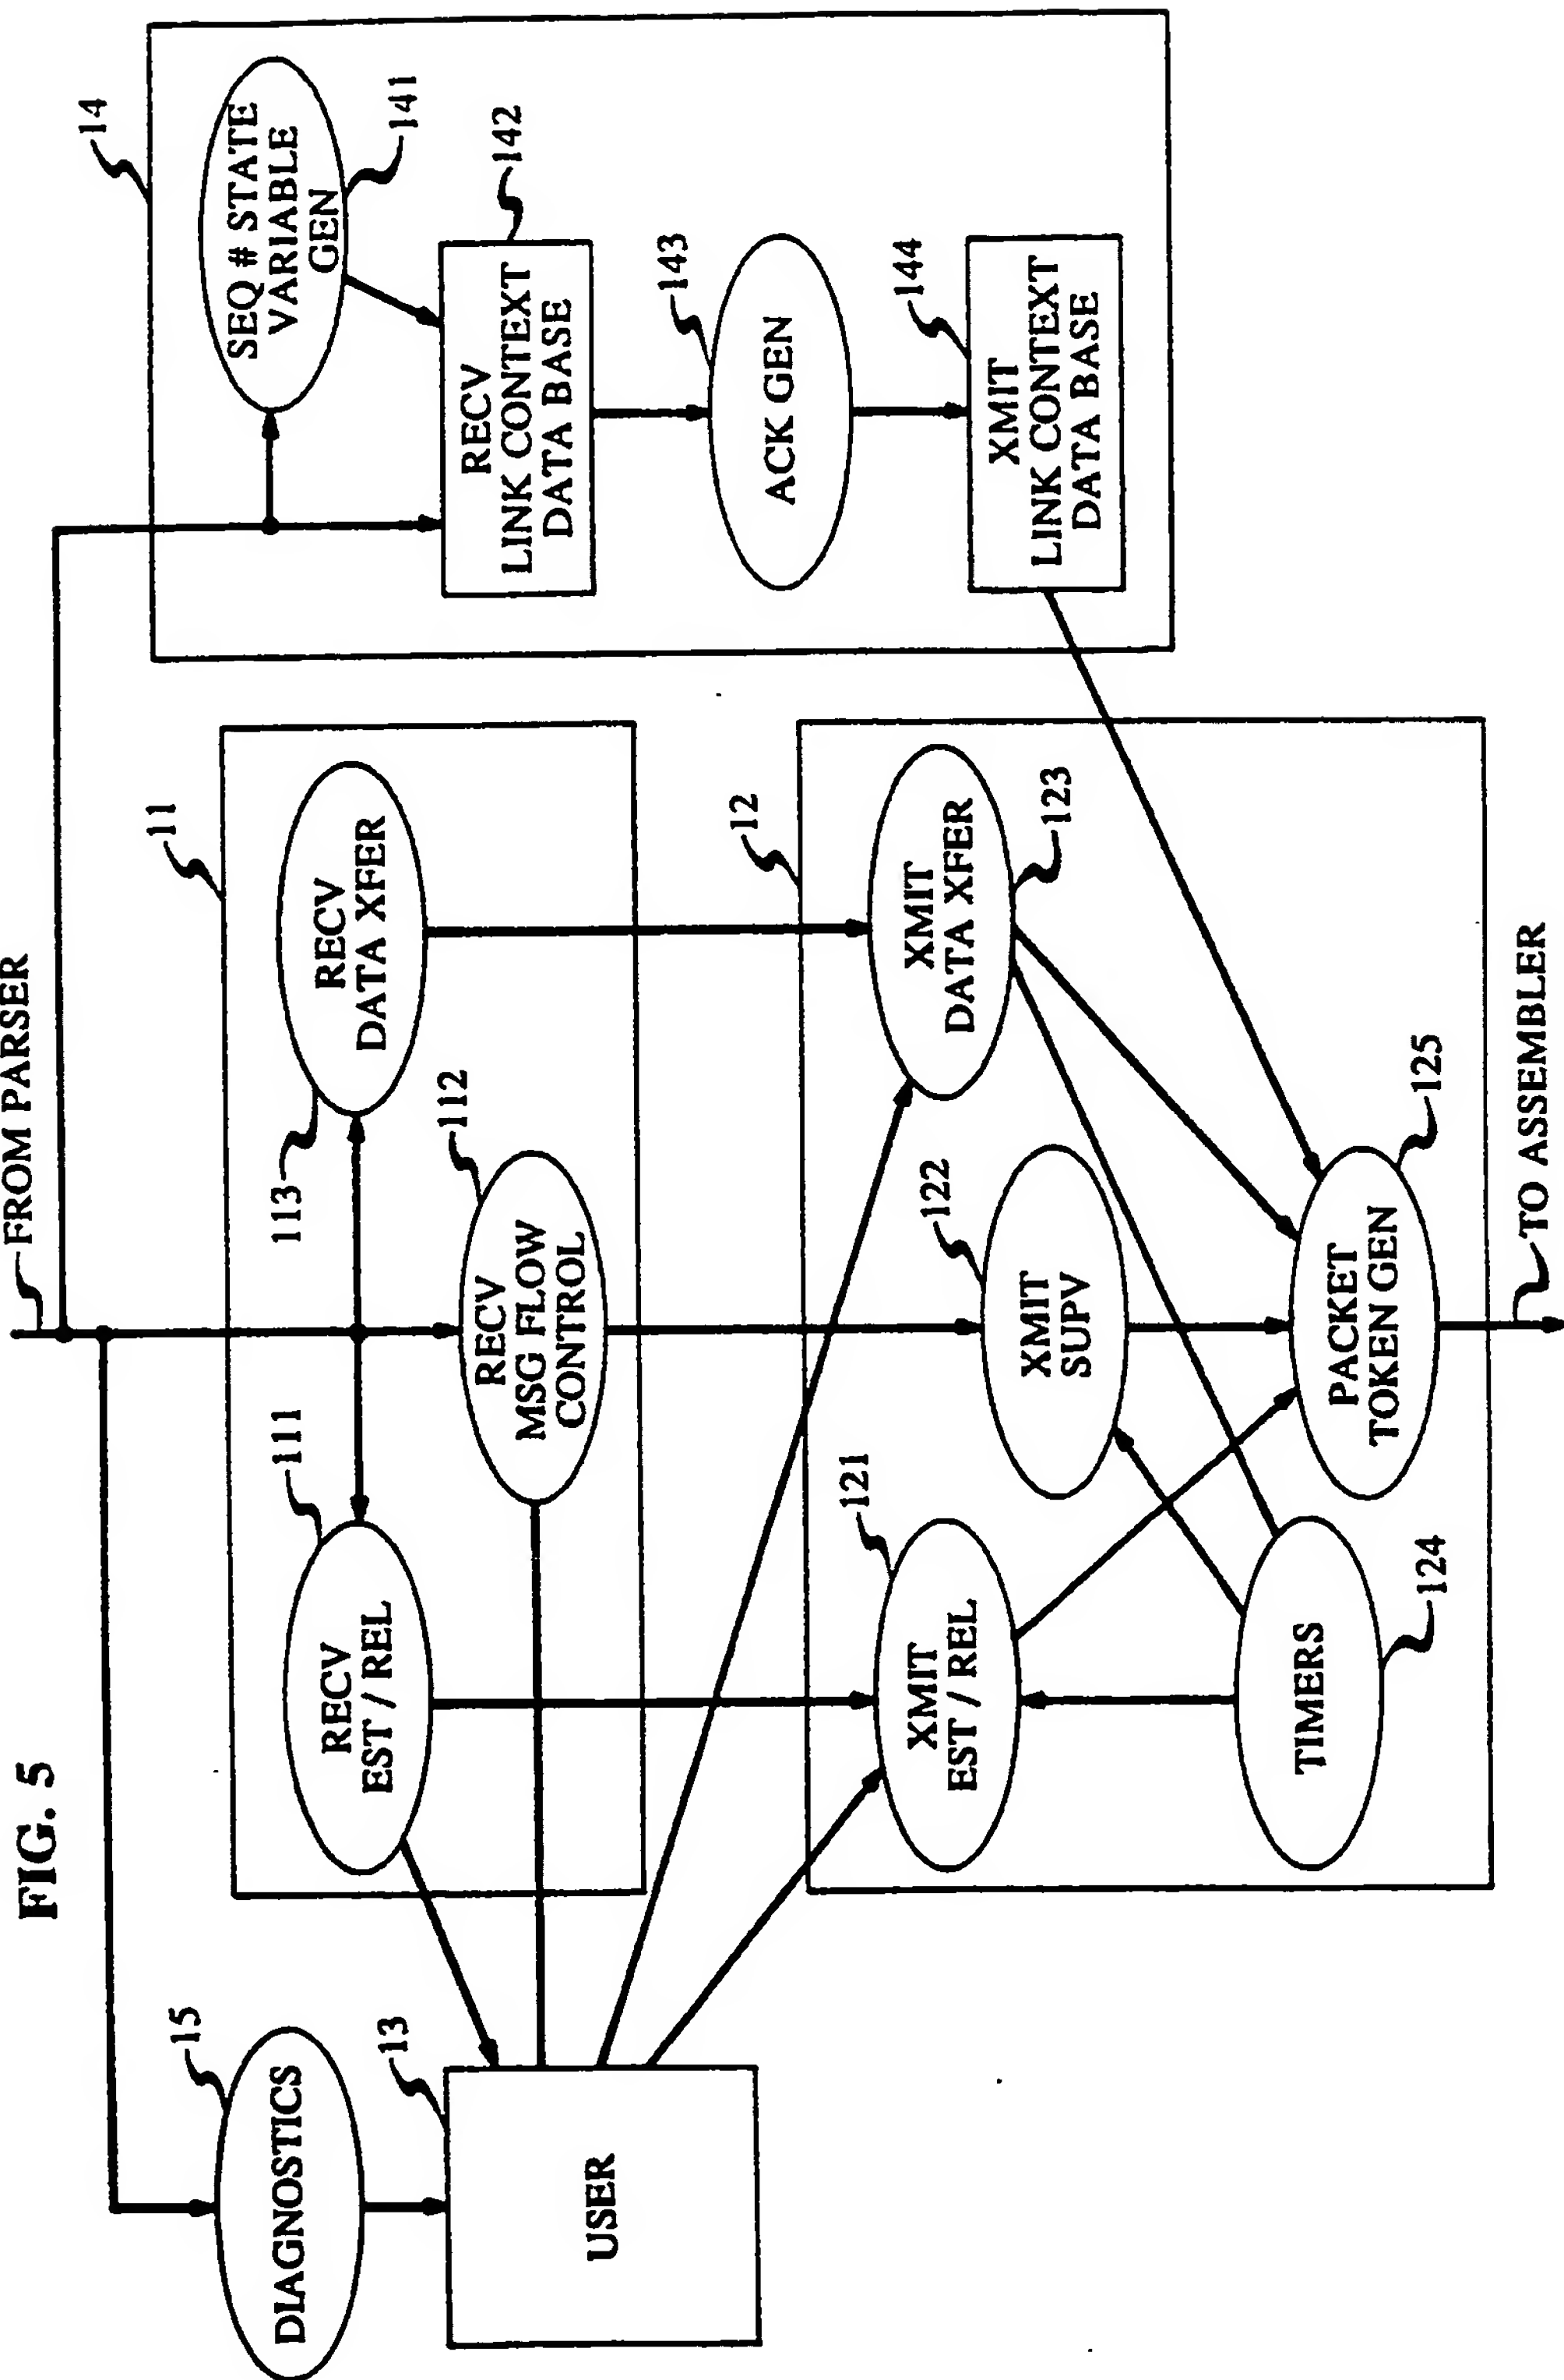 FIG. 5
FROM PARSER
15
DIAGNOSTICS
13
USER
11
111
RECV
EST / REL
112
RECV
MSG FLOW
CONTROL
113
RECV
DATA XFER
12
121
XMIT
EST / REL
122
XMIT
SUPV
123
XMIT
DATA XFER
124
TIMERS
125
PACKET
TOKEN GEN
TO ASSEMBLER
14
SEQ # STATE
VARIABLE
GEN
141
142
RECV
LINK CONTEXT
DATA BASE
143
ACK GEN
144
XMIT
LINK CONTEXT
DATA BASE